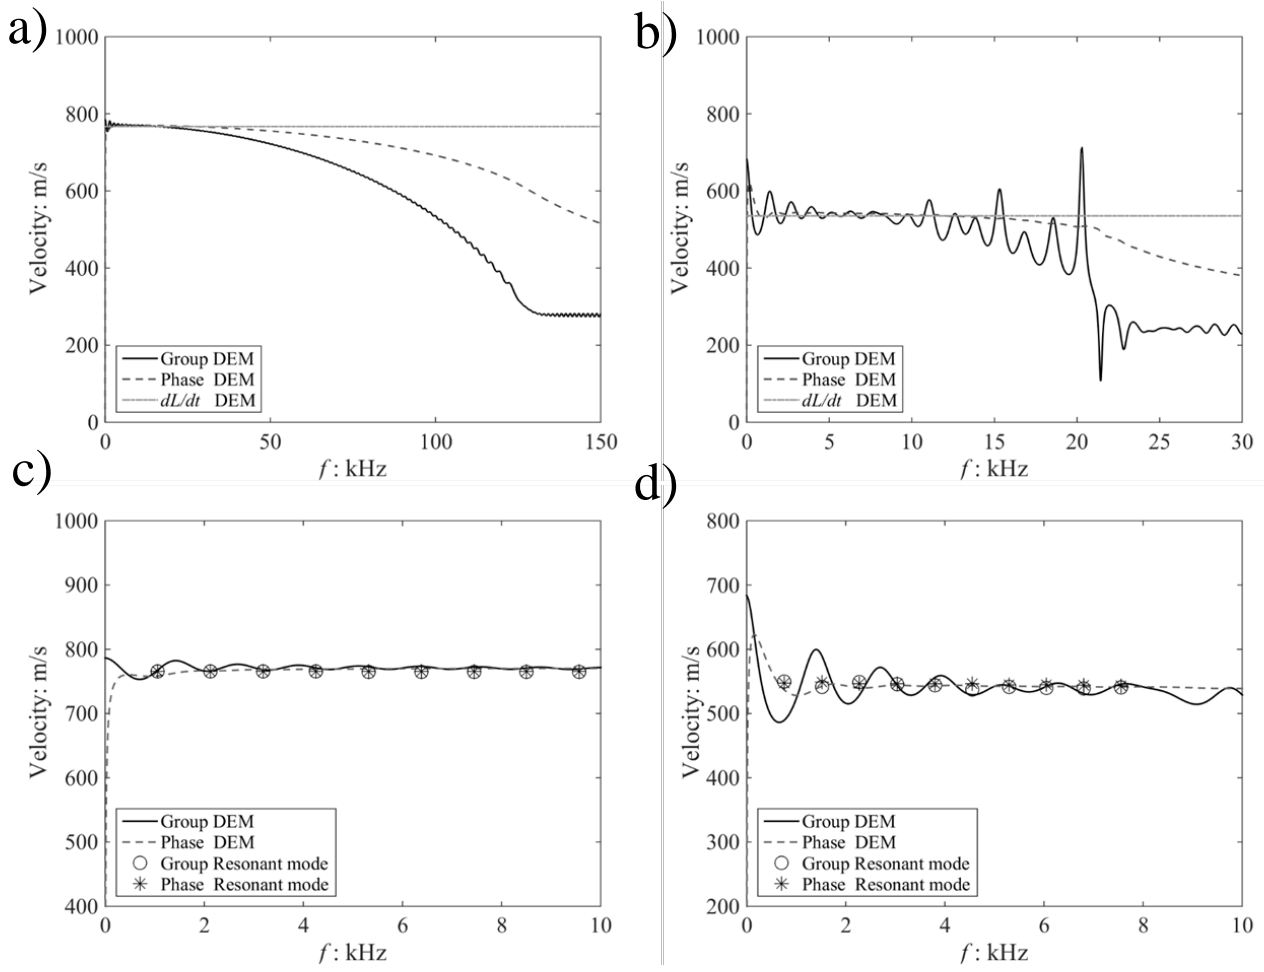 a)
1000
800
600
400
200
0
Velocity: m/s
Group DEM
Phase DEM
dL/dt DEM
0 50 100 150
f : kHz
b)
1000
800
600
400
200
0
Velocity: m/s
Group DEM
Phase DEM
dL/dt DEM
0 5 10 15 20 25 30
f : kHz
c)
1000
900
800
700
600
500
400
Velocity: m/s
Group DEM
Phase DEM
Group Resonant mode
Phase Resonant mode
0 2 4 6 8 10
f : kHz
d)
800
700
600
500
400
300
200
Velocity: m/s
Group DEM
Phase DEM
Group Resonant mode
Phase Resonant mode
0 2 4 6 8 10
f : kHz